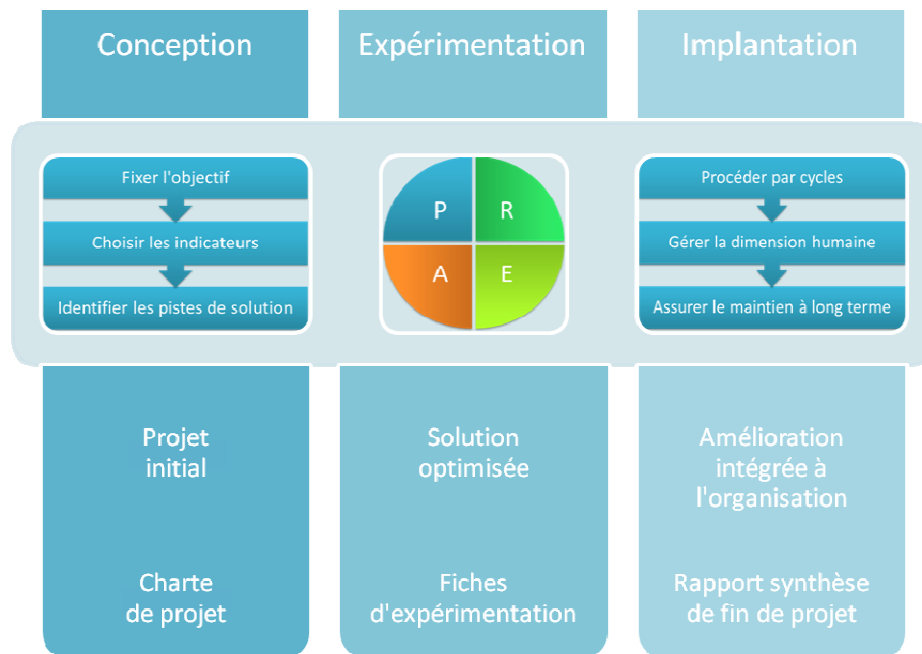 Conception
Fixer l'objectif
Choisir les indicateurs
Identifier les pistes de solution
Projet
initial
Charte
de projet
Expérimentation
P R
A E
Solution
optimisée
Fiches
d'expérimentation
Implantation
Procéder par cycles
Gérer la dimension humaine
Assurer le maintien à long terme
Amélioration
intégrée à
l'organisation
Rapport synthèse
de fin de projet